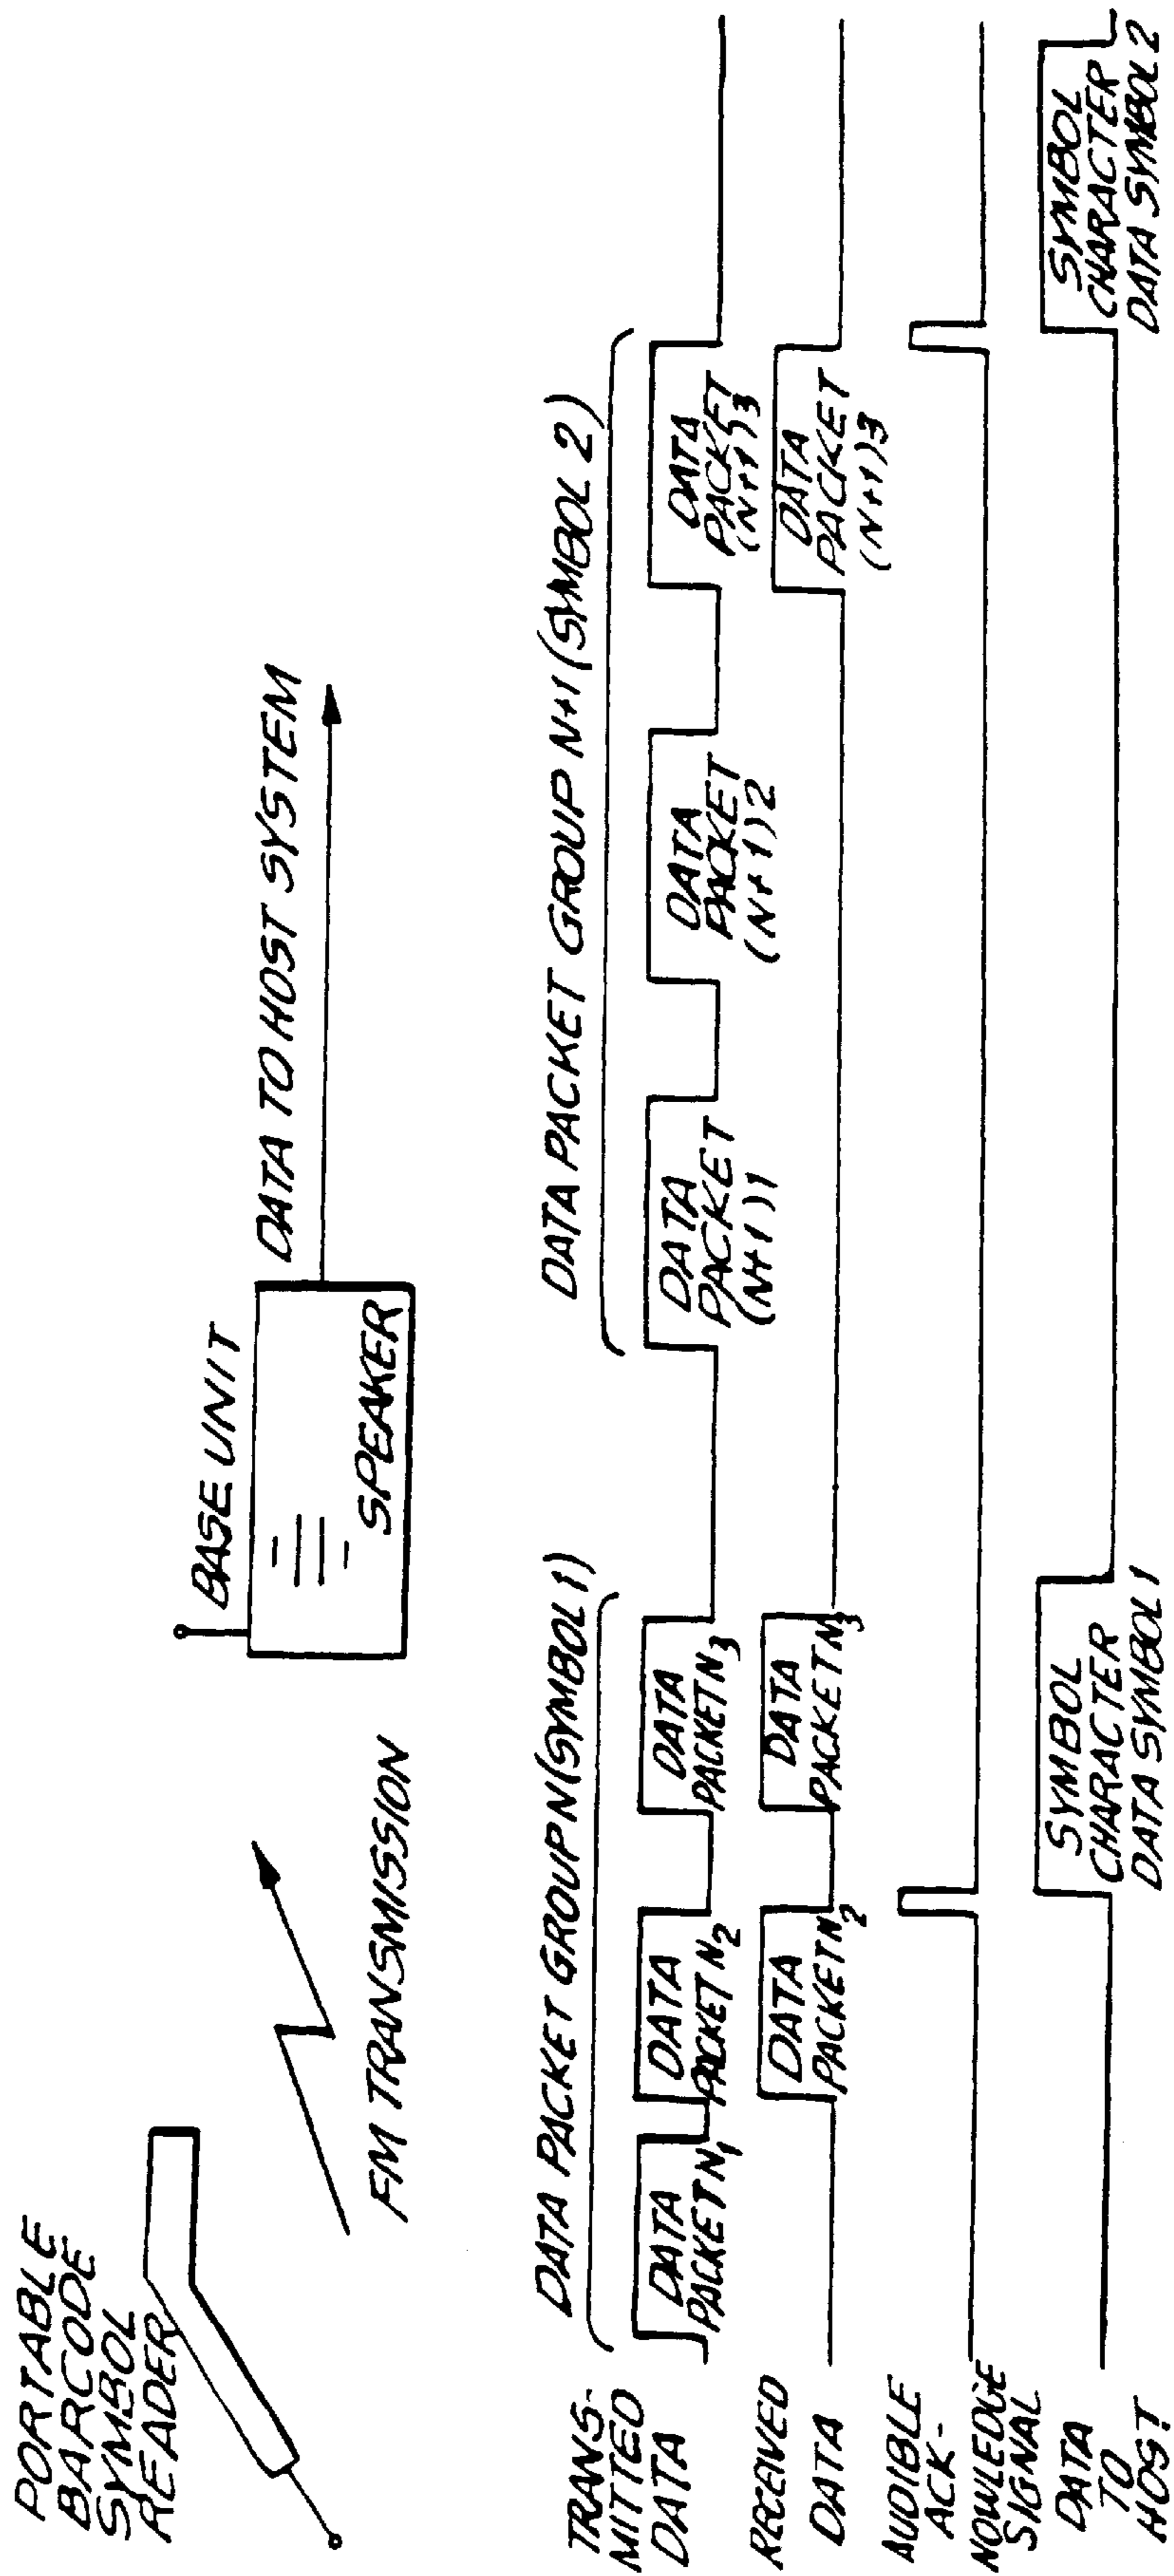 PORTABLE
BARCODE
SYMBOL
READER
FM TRANSMISSION
BASE UNIT
SPEAKER
DATA TO HOST SYSTEM
DATA PACKET GROUP N (SYMBOL 1)
DATA PACKET GROUP N+1 (SYMBOL 2)
TRANS-
MITTED
DATA
DATA
PACKET N1
DATA
PACKET N2
DATA
PACKET N3
DATA
PACKET
(N+1)1
DATA
PACKET
(N+1)2
DATA
PACKET
(N+1)3
RECEIVED
DATA
DATA
PACKET N2
DATA
PACKET N3
DATA
PACKET
(N+1)3
AUDIBLE
ACK-
NOWLEDGE
SIGNAL
DATA
TO
HOST
SYMBOL
CHARACTER
DATA SYMBOL 1
SYMBOL
CHARACTER
DATA SYMBOL 2